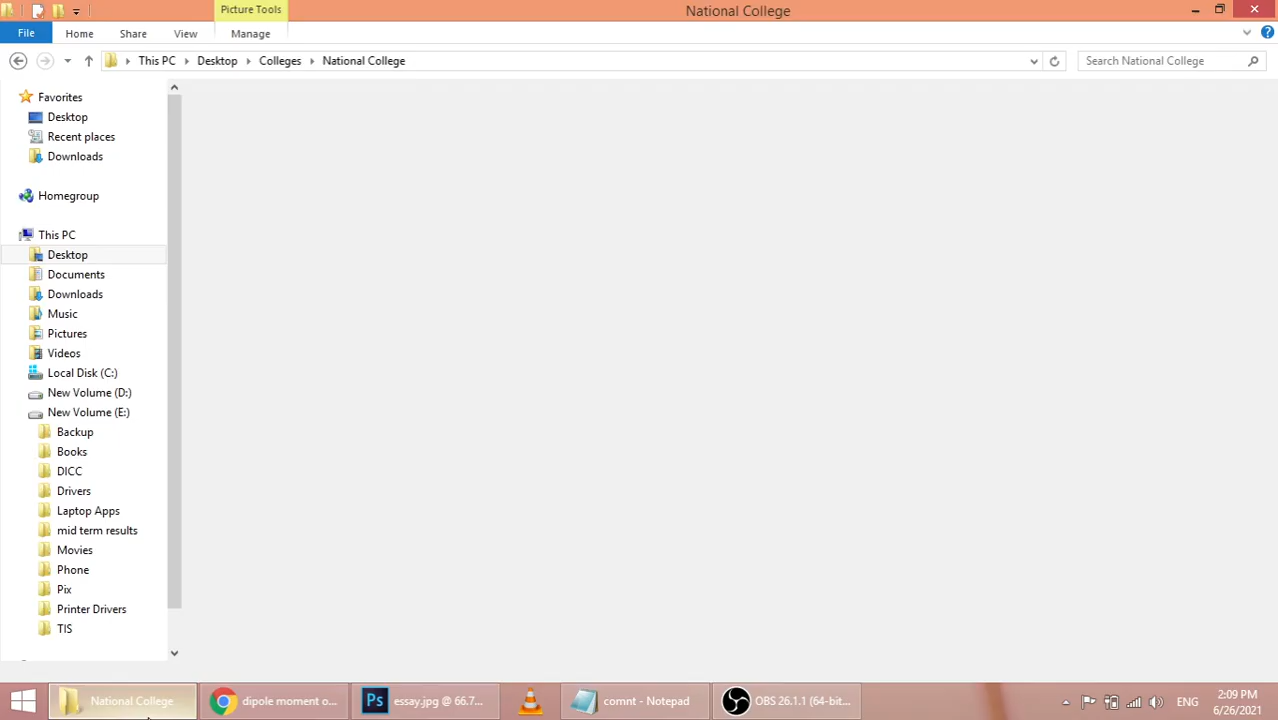 Picture Tools
National College
File
Home
Share
View
Manage
This PC
Desktop
Colleges
National College
Search National College
Favorites
Desktop
Recent places
Downloads
Homegroup
This PC
Desktop
Documents
Downloads
Music
Pictures
Videos
Local Disk (C:)
New Volume (D:)
New Volume (E:)
Backup
Books
DICC
Drivers
Laptop Apps
mid term results
Movies
Phone
Pix
Printer Drivers
TIS
National College
dipole moment o...
Ps
essay.jpg @ 66.7...
comnt - Notepad
OBS 26.1.1 (64-bit...
ENG
2:09 PM
6/26/2021